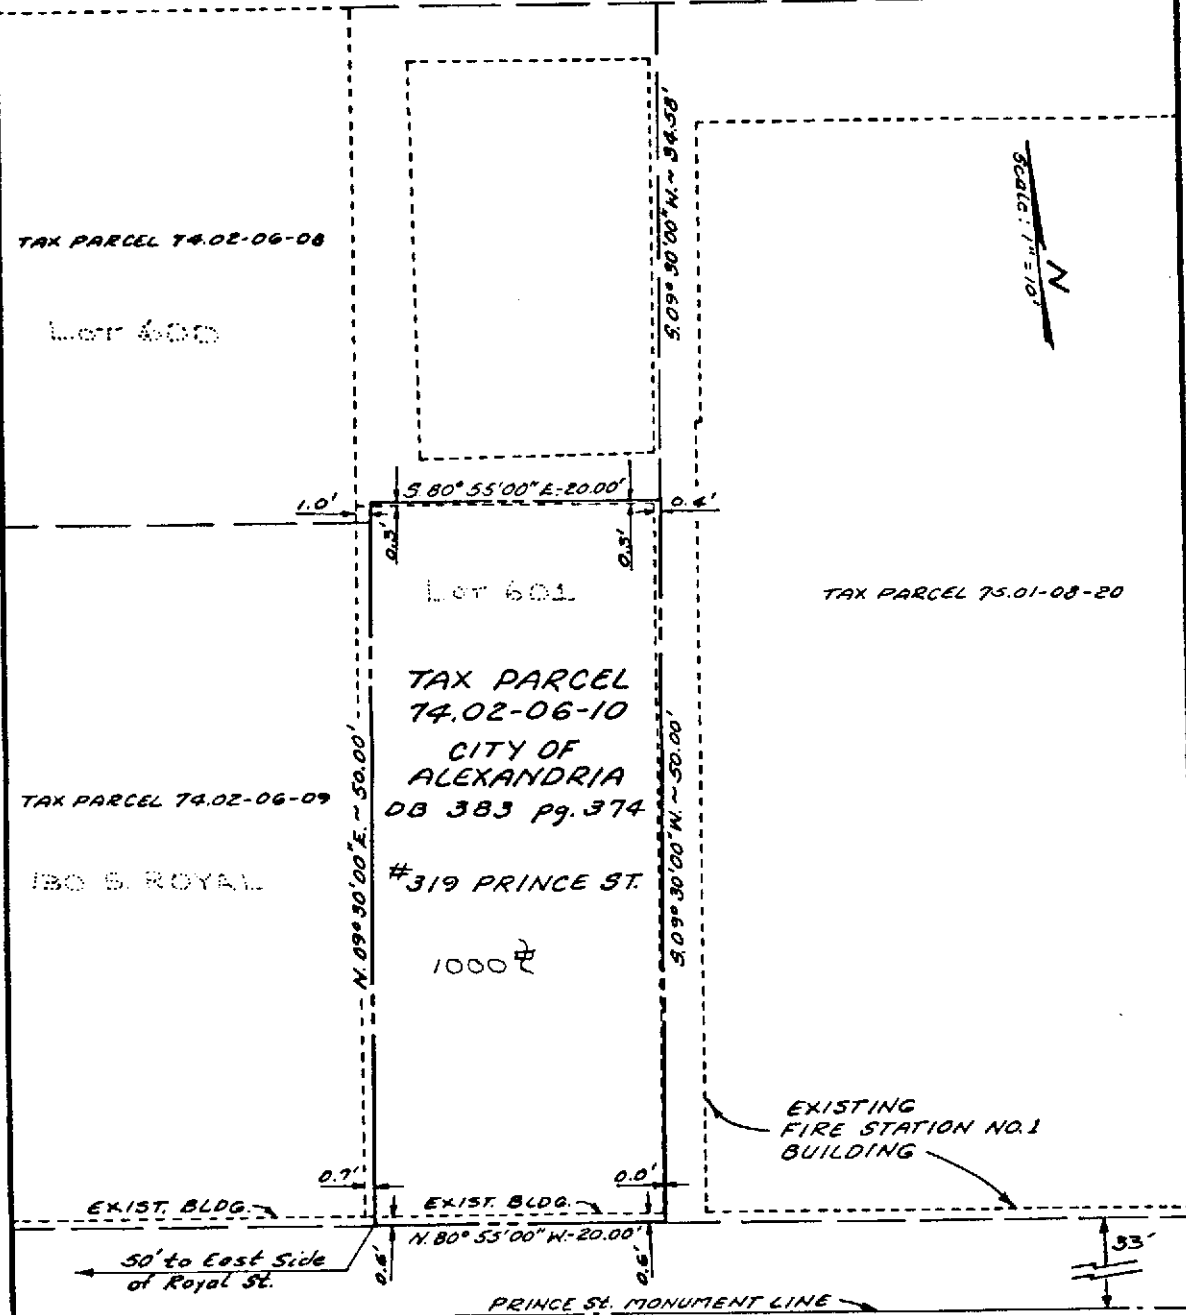 S.09°30'00"W.~34.58'
Scale: 1"=10'
N
TAX PARCEL 74.02-06-08
Lot 600
S.80°55'00"E-20.00'
1.0'
0.4'
0.3'
0.3'
Lot 601
TAX PARCEL 75.01-08-20
TAX PARCEL
74.02-06-10
CITY OF
ALEXANDRIA
DB 383 pg. 374
#319 PRINCE ST.
1000
N.09°30'00"E.~50.00'
S.09°30'00"W.~50.00'
TAX PARCEL 74.02-06-09
130 S. ROYAL
EXISTING
FIRE STATION NO.1
BUILDING
0.7'
0.0'
EXIST. BLDG.
EXIST. BLDG.
N.80°55'00"W-20.00'
0.6'
0.6'
50' to East Side
of Royal St.
33'
PRINCE St. MONUMENT LINE